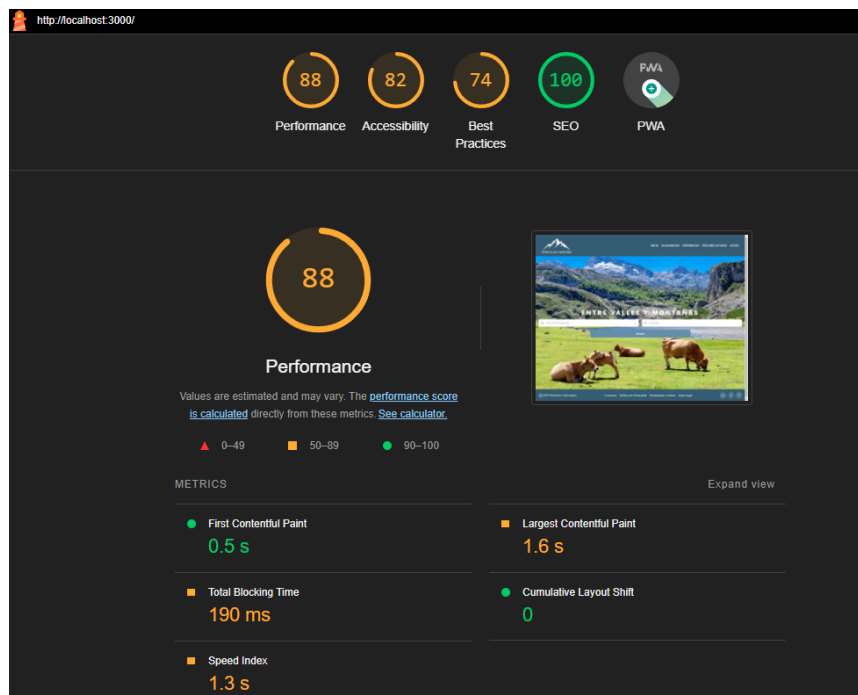 http://localhost:3000/
88
82
74
100
PWA
Performance
Accessibility
Best
Practices
SEO
PWA
88
ENTRE VALLES Y MONTAÑAS
Performance
Values are estimated and may vary. The performance score
is calculated directly from these metrics. See calculator.
0–49
50–89
90–100
METRICS
Expand view
First Contentful Paint
0.5 s
Largest Contentful Paint
1.6 s
Total Blocking Time
190 ms
Cumulative Layout Shift
0
Speed Index
1.3 s